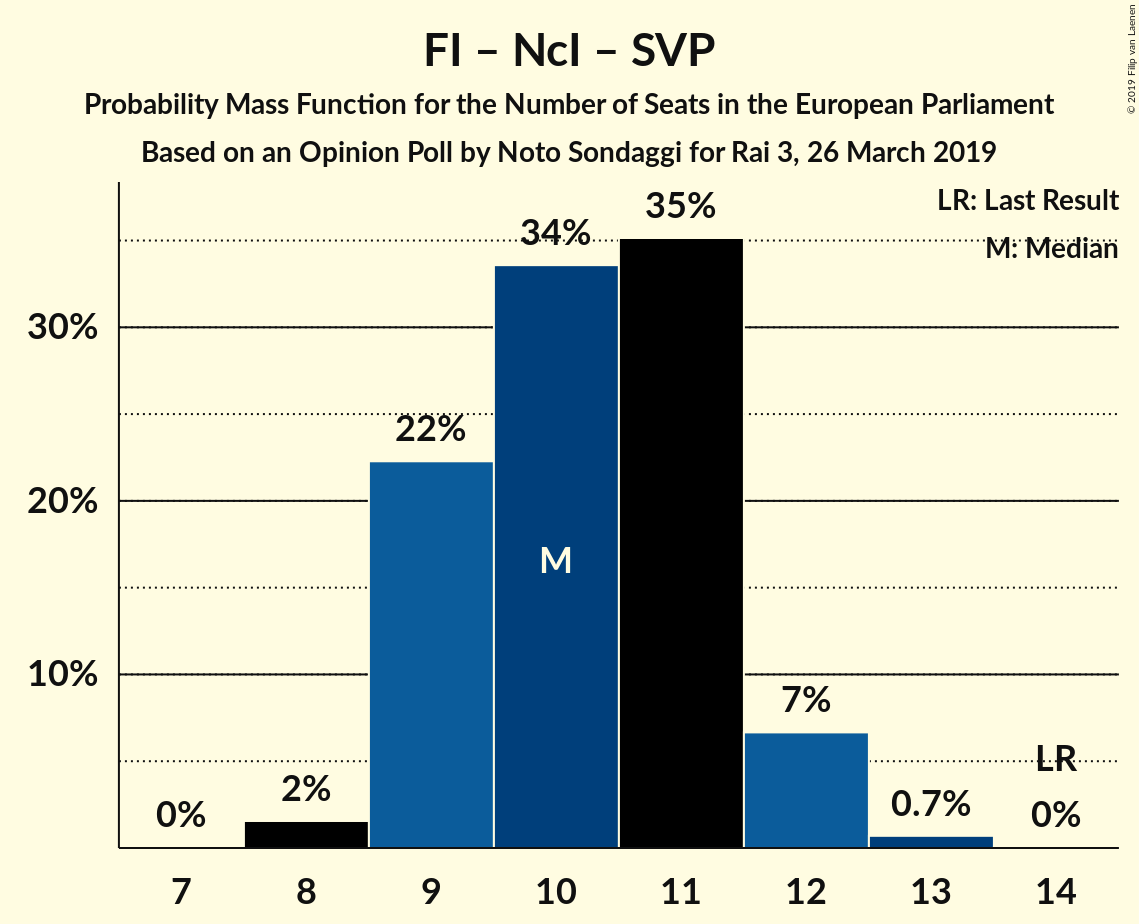 FI – NcI – SVP
Probability Mass Function for the Number of Seats in the European Parliament
Based on an Opinion Poll by Noto Sondaggi for Rai 3, 26 March 2019
© 2019 Filip van Laenen
LR: Last Result
M: Median
35%
34%
30%
22%
20%
M
10%
7%
LR
2%
0.7%
0%
0%
7 8 9 10 11 12 13 14